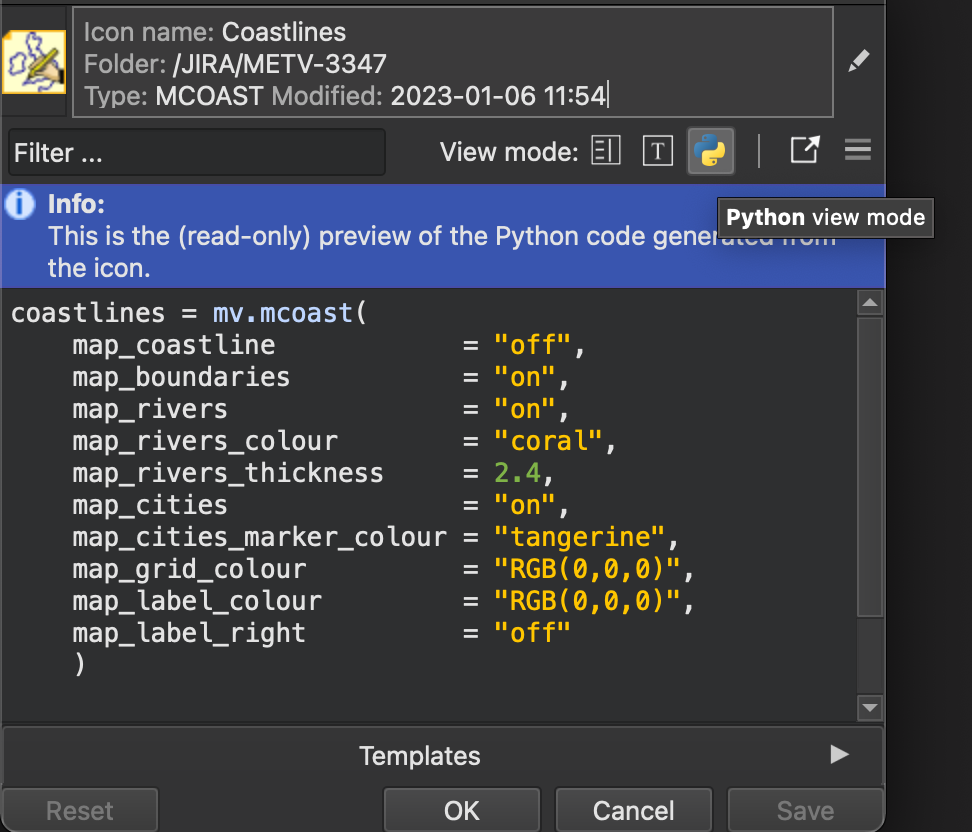 Icon name: Coastlines
Folder: /JIRA/METV-3347
Type: MCOAST Modified: 2023-01-06 11:54
Filter ...
View mode:
T
Info:
Python view mode
This is the (read-only) preview of the Python code generated from
the icon.
coastlines = mv.mcoast(
    map_coastline            = "off",
    map_boundaries           = "on",
    map_rivers               = "on",
    map_rivers_colour        = "coral",
    map_rivers_thickness     = 2.4,
    map_cities               = "on",
    map_cities_marker_colour = "tangerine",
    map_grid_colour          = "RGB(0,0,0)",
    map_label_colour         = "RGB(0,0,0)",
    map_label_right          = "off"
    )
Templates
Reset
OK
Cancel
Save